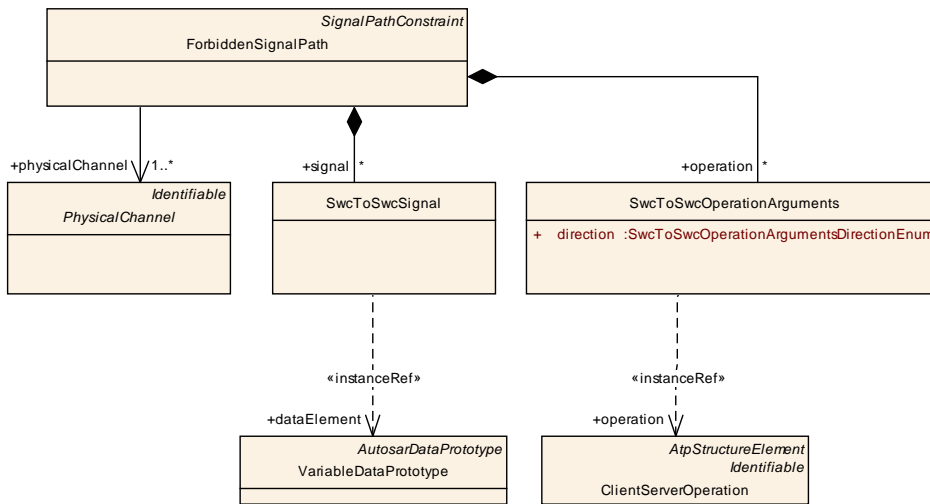 SignalPathConstraint
ForbiddenSignalPath
+physicalChannel
1..*
+signal
*
+operation
*
Identifiable
PhysicalChannel
SwcToSwcSignal
SwcToSwcOperationArguments
+ direction :SwcToSwcOperationArgumentsDirectionEnum
«instanceRef»
«instanceRef»
+dataElement
+operation
AutosarDataPrototype
VariableDataPrototype
AtpStructureElement
Identifiable
ClientServerOperation